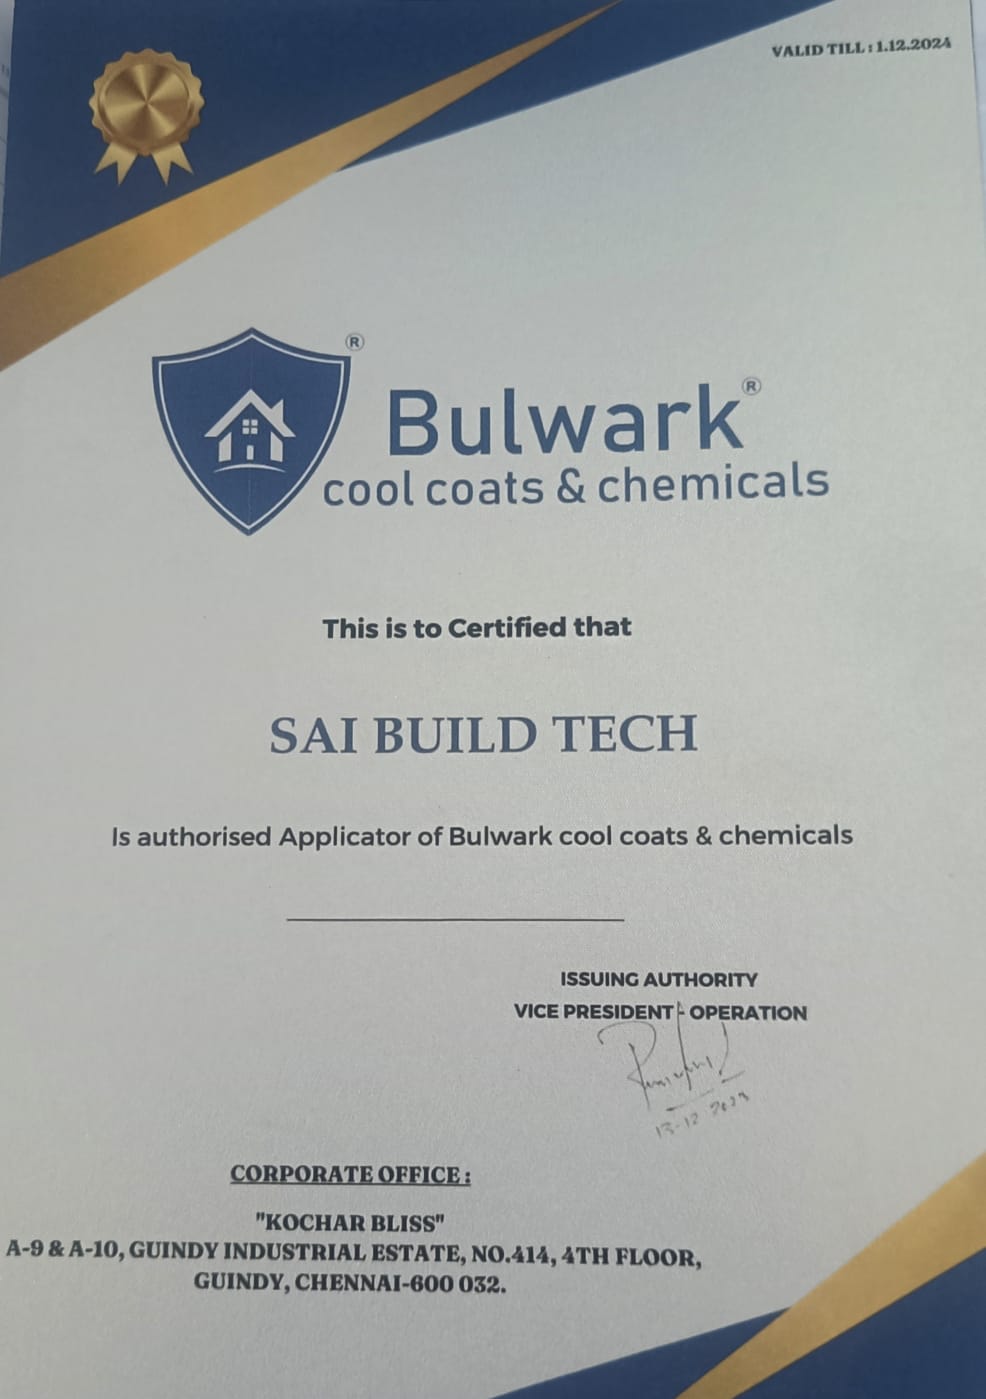 VALID TILL : 1.12.2024
®
Bulwark®
cool coats & chemicals
This is to Certified that
SAI BUILD TECH
Is authorised Applicator of Bulwark cool coats & chemicals
ISSUING AUTHORITY
VICE PRESIDENT - OPERATION
13-12-2023
CORPORATE OFFICE :
"KOCHAR BLISS"
A-9 & A-10, GUINDY INDUSTRIAL ESTATE, NO.414, 4TH FLOOR,
GUINDY, CHENNAI-600 032.